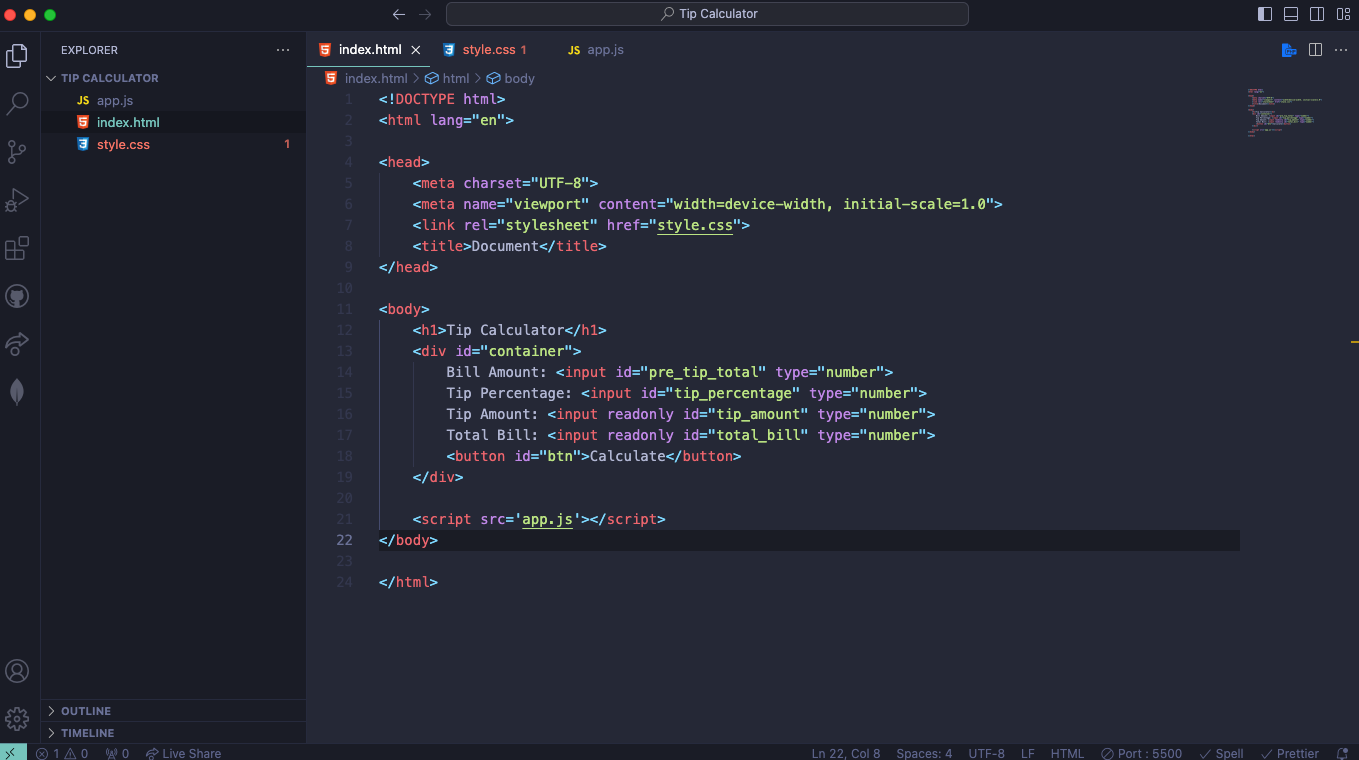 Tip Calculator
EXPLORER
TIP CALCULATOR
JS app.js
index.html
style.css 1
index.html
style.css 1
JS app.js
index.html > html > body
1 <!DOCTYPE html>
2 <html lang="en">
3
4 <head>
5 <meta charset="UTF-8">
6 <meta name="viewport" content="width=device-width, initial-scale=1.0">
7 <link rel="stylesheet" href="style.css">
8 <title>Document</title>
9 </head>
10
11 <body>
12 <h1>Tip Calculator</h1>
13 <div id="container">
14 Bill Amount: <input id="pre_tip_total" type="number">
15 Tip Percentage: <input id="tip_percentage" type="number">
16 Tip Amount: <input readonly id="tip_amount" type="number">
17 Total Bill: <input readonly id="total_bill" type="number">
18 <button id="btn">Calculate</button>
19 </div>
20
21 <script src='app.js'></script>
22 </body>
23
24 </html>
OUTLINE
TIMELINE
1 0 0 Live Share Ln 22, Col 8 Spaces: 4 UTF-8 LF HTML Port : 5500 Spell Prettier